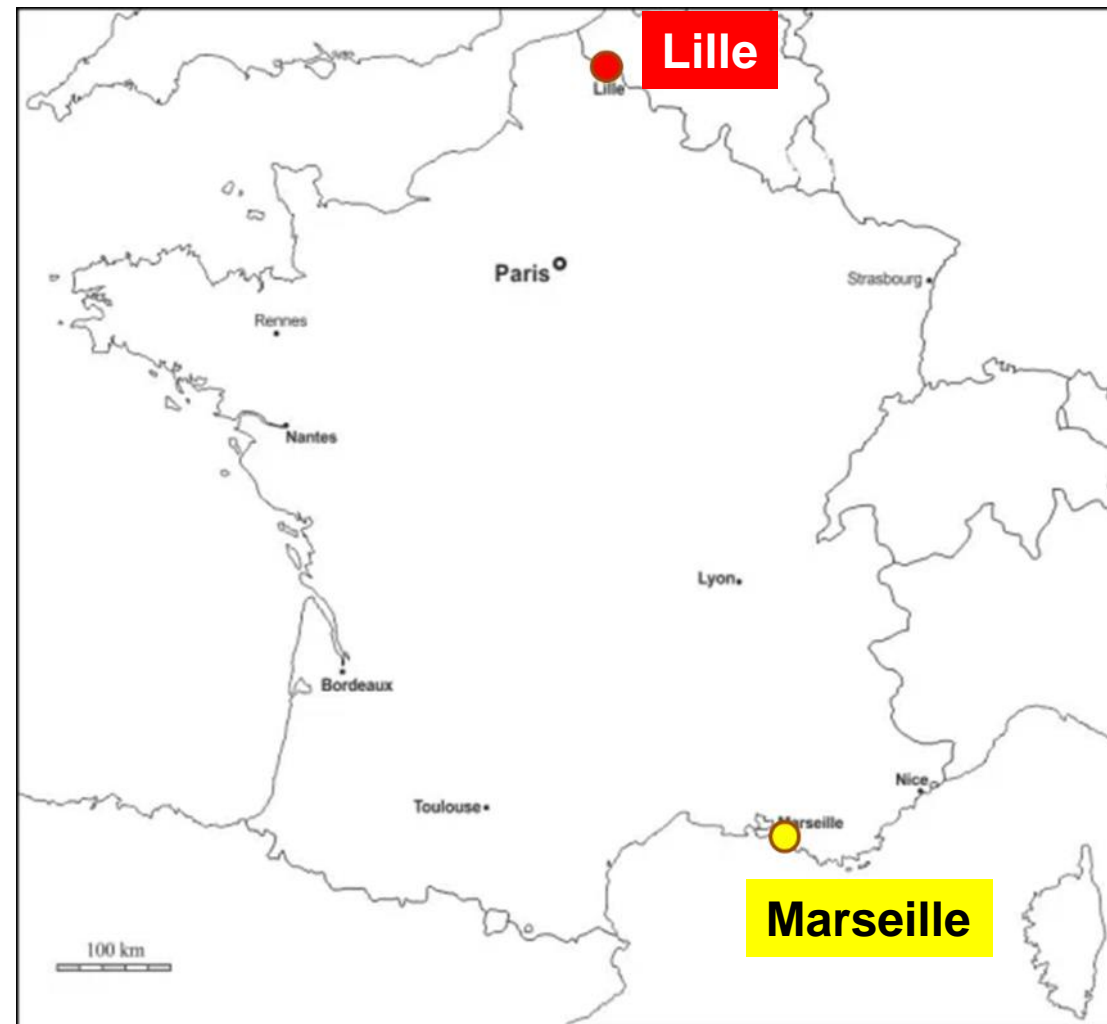 Lille
Lille
Paris
Strasbourg
Rennes
Nantes
Lyon
Bordeaux
Nice
Toulouse
Marseille
Marseille
100 km